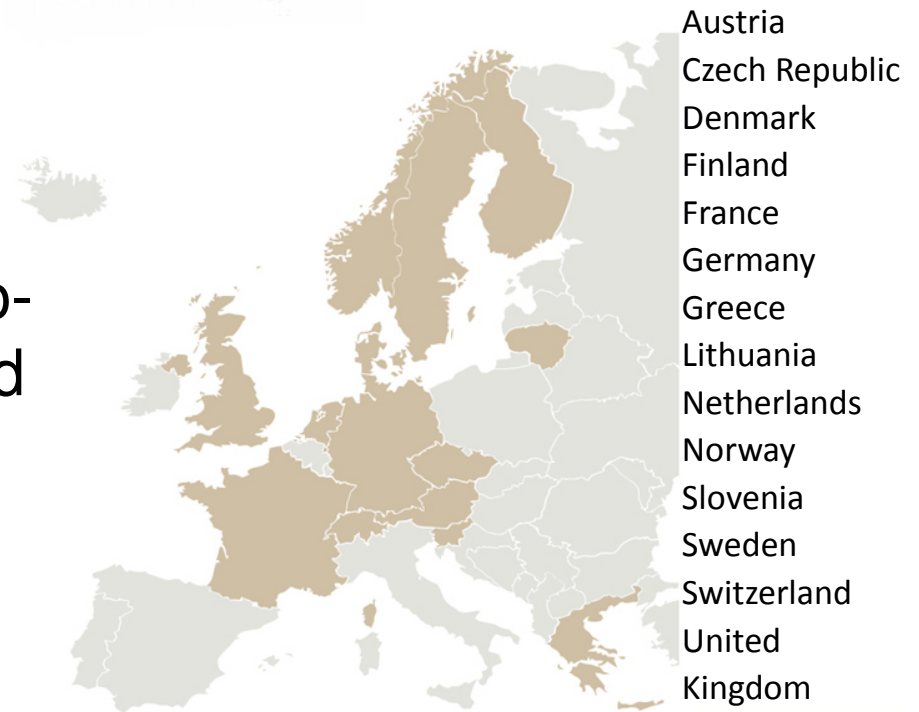 o-
d
Austria
Czech Republic
Denmark
Finland
France
Germany
Greece
Lithuania
Netherlands
Norway
Slovenia
Sweden
Switzerland
United
Kingdom